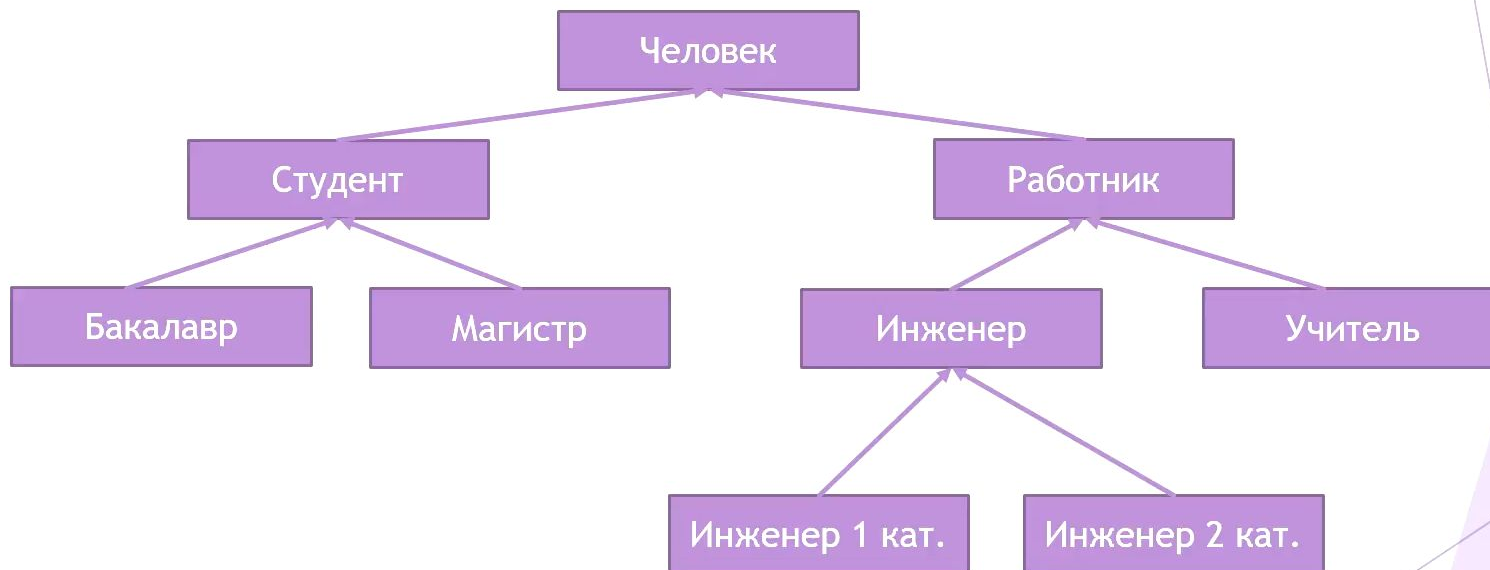 Человек
Студент
Работник
Бакалавр
Магистр
Инженер
Учитель
Инженер 1 кат.
Инженер 2 кат.